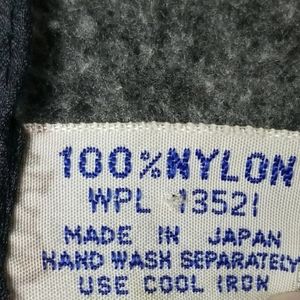 100% NYLON
WPL 13521
MADE IN JAPAN
HAND WASH SEPARATELY
USE COOL IRON